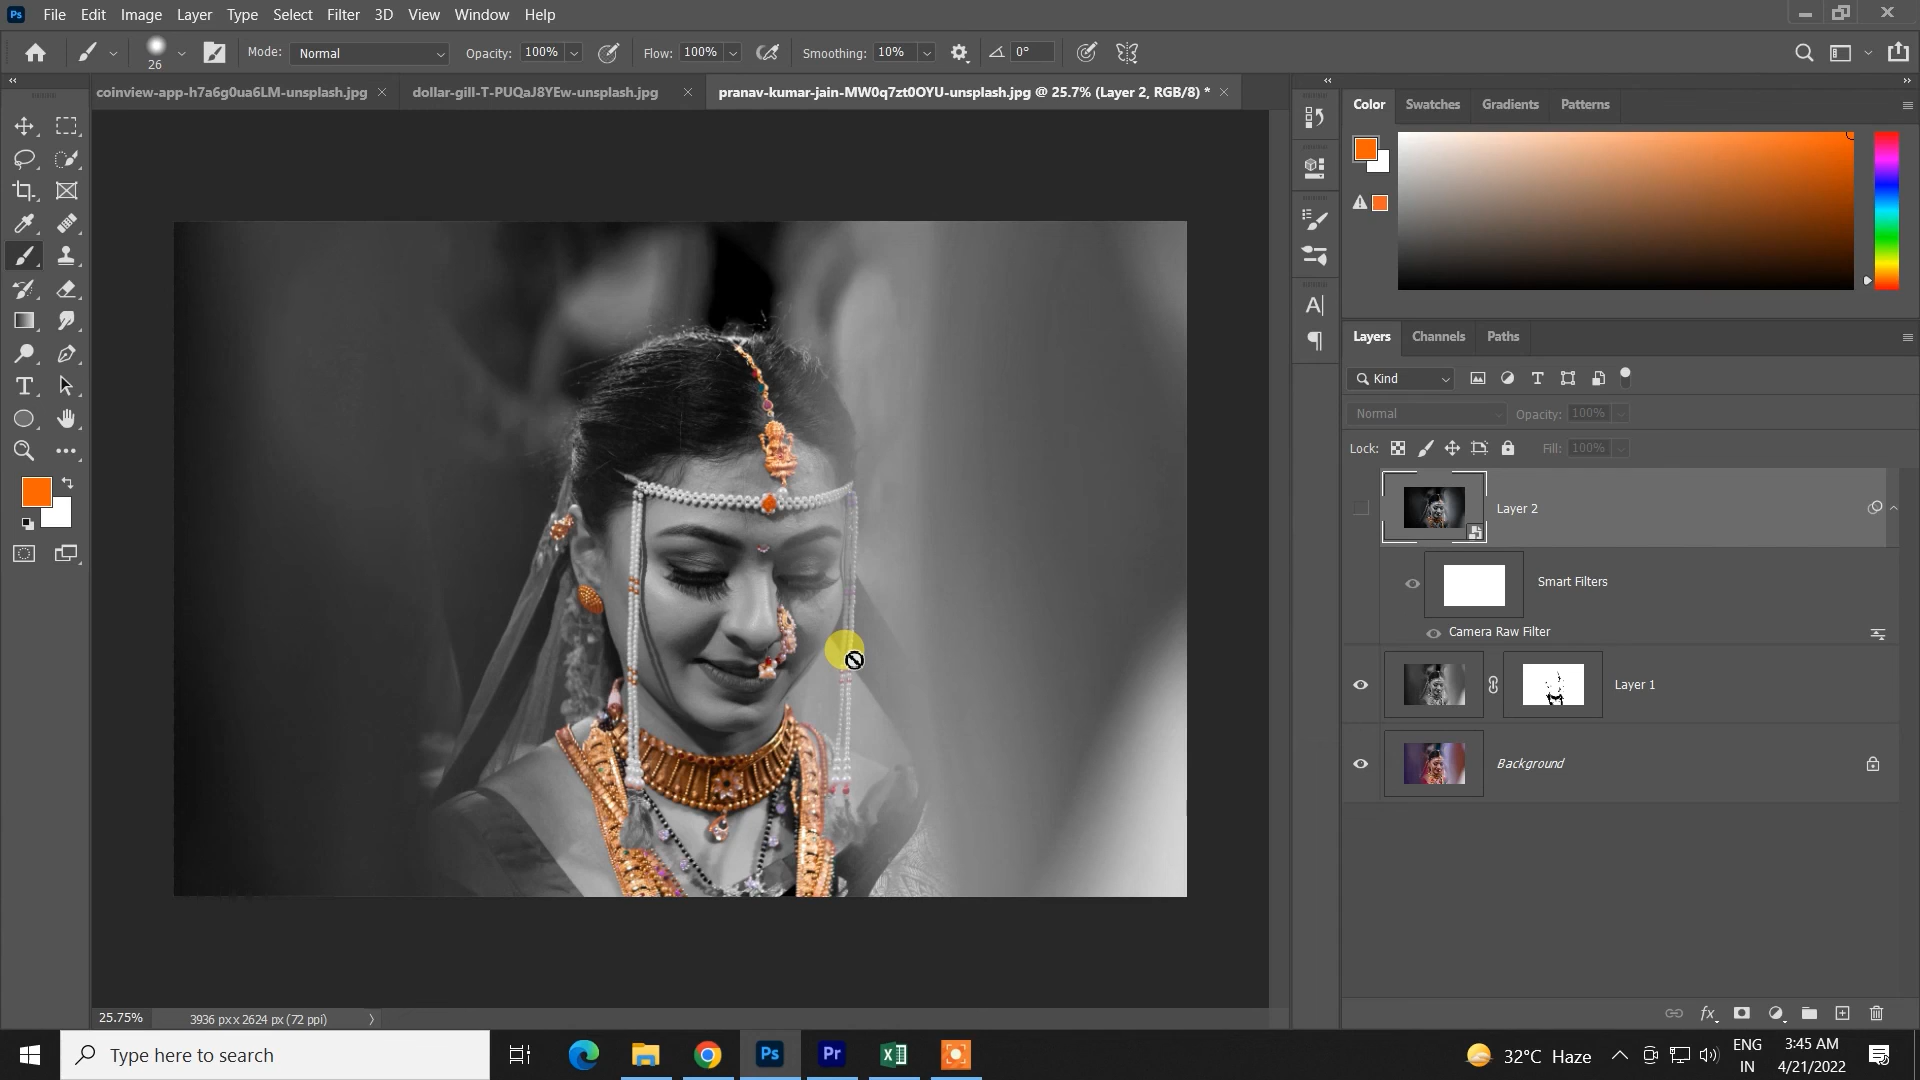 Ps File Edit Image Layer Type Select Filter 3D View Window Help
26 Mode: Normal Opacity: 100% Flow: 100% Smoothing: 10% 0°
coinview-app-h7a6g0ua6LM-unsplash.jpg dollar-gill-T-PUQaJ8YEw-unsplash.jpg pranav-kumar-jain-MW0q7zt0OYU-unsplash.jpg @ 25.7% (Layer 2, RGB/8) *
Color Swatches Gradients Patterns
Layers Channels Paths
Kind
Normal Opacity: 100%
Lock: Fill: 100%
Layer 2
Smart Filters
Camera Raw Filter
Layer 1
Background
25.75% 3936 px x 2624 px (72 ppi)
Type here to search
Ps Pr
32°C Haze
ENG
IN
3:45 AM
4/21/2022